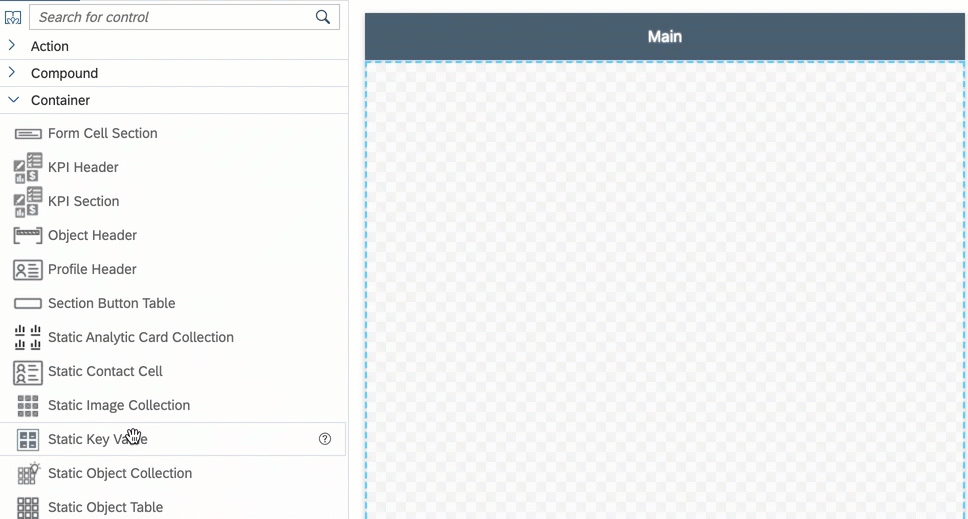 Search for control
Action
Compound
Container
Form Cell Section
KPI Header
KPI Section
Object Header
Profile Header
Section Button Table
Static Analytic Card Collection
Static Contact Cell
Static Image Collection
Static Key Value
Static Object Collection
Static Object Table
Main